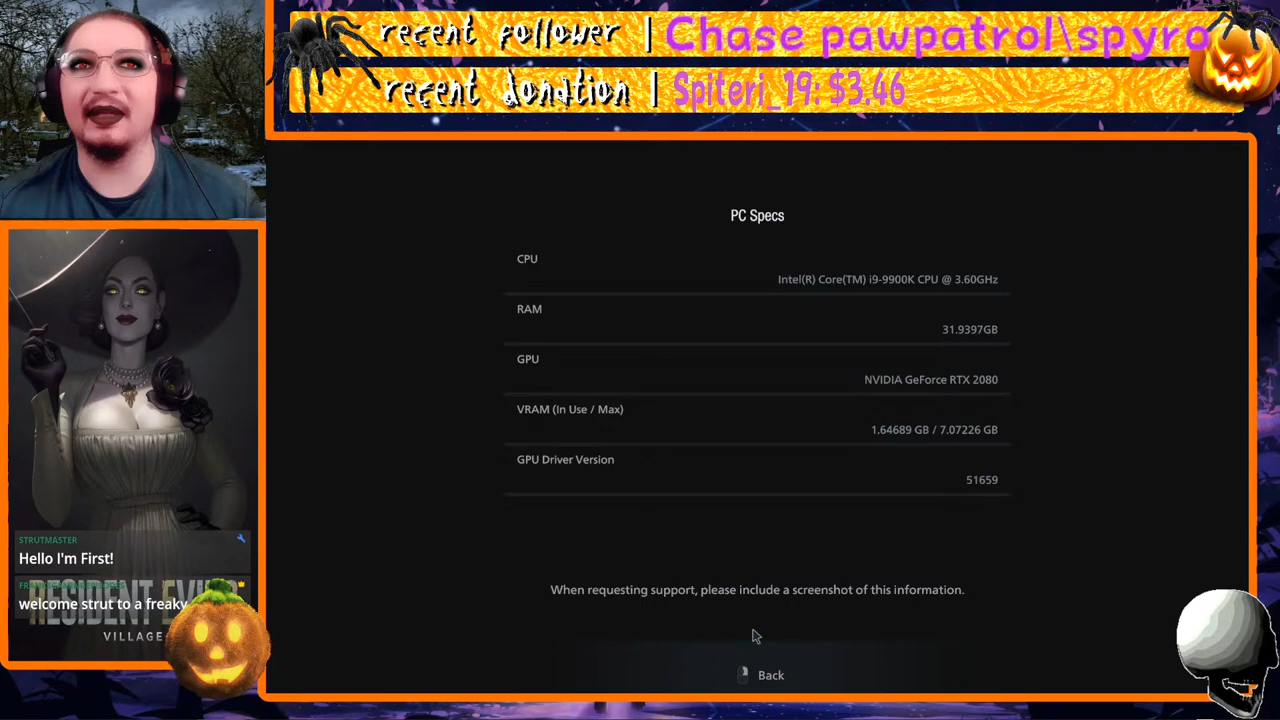 recent follower | Chase pawpatrol\spyro
recent donation | Spiteri_19: $3.46
PC Specs
CPU
Intel(R) Core(TM) i9-9900K CPU @ 3.60GHz
RAM
31.9397GB
GPU
NVIDIA GeForce RTX 2080
VRAM (In Use / Max)
1.64689 GB / 7.07226 GB
GPU Driver Version
51659
When requesting support, please include a screenshot of this information.
Back
STRUTMASTER
Hello I'm First!
welcome strut to a freaky
RESIDENT EVIL
VILLAGE